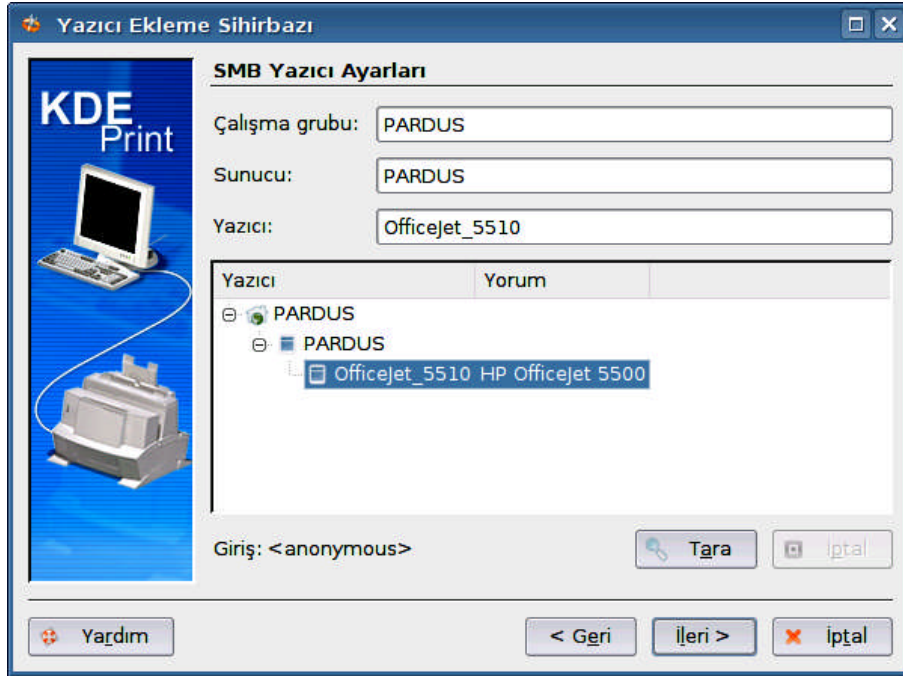 Yazıcı Ekleme Sihirbazı
KDE
Print
SMB Yazıcı Ayarları
Çalışma grubu: PARDUS
Sunucu: PARDUS
Yazıcı: OfficeJet_5510
Yazıcı Yorum
PARDUS
PARDUS
OfficeJet_5510 HP OfficeJet 5500
Giriş: <anonymous> Tara İptal
Yardım < Geri İleri > İptal